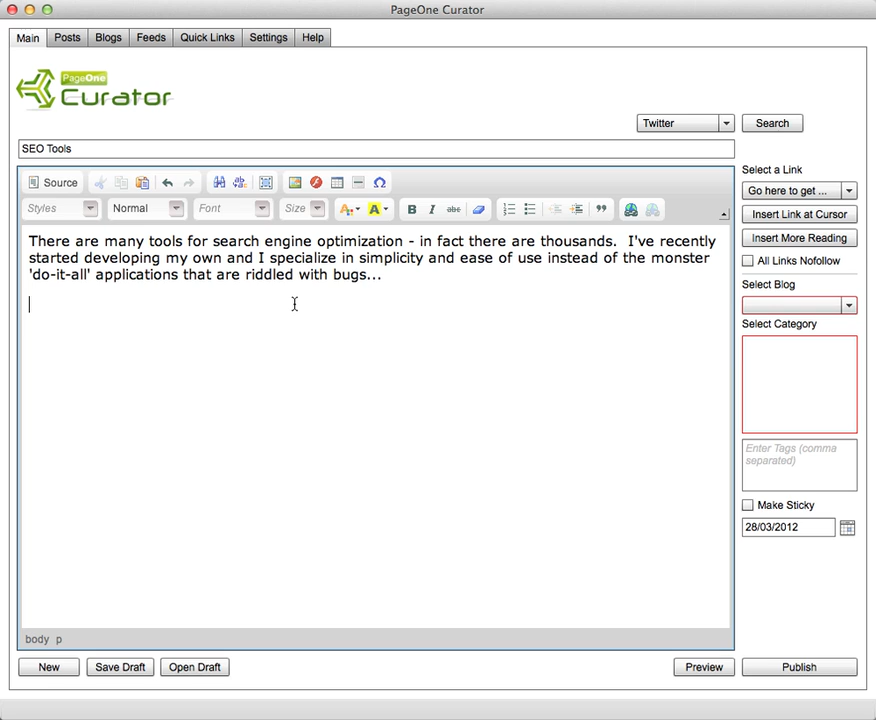 PageOne Curator
Main Posts Blogs Feeds Quick Links Settings Help
PageOne
Curator
Twitter Search
SEO Tools
Select a Link
Source
Go here to get ...
Styles Normal Font Size
Insert Link at Cursor
Insert More Reading
All Links Nofollow
There are many tools for search engine optimization - in fact there are thousands. I've recently
started developing my own and I specialize in simplicity and ease of use instead of the monster
'do-it-all' applications that are riddled with bugs...
Select Blog
Select Category
Enter Tags (comma
separated)
Make Sticky
28/03/2012
body p
New Save Draft Open Draft Preview Publish